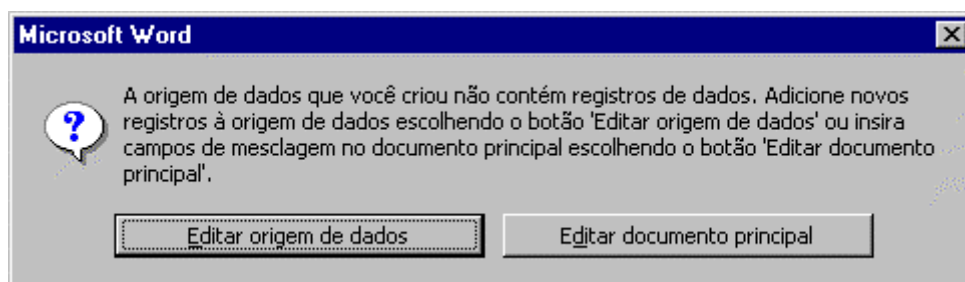 Microsoft Word
A origem de dados que você criou não contém registros de dados. Adicione novos
registros à origem de dados escolhendo o botão 'Editar origem de dados' ou insira
campos de mesclagem no documento principal escolhendo o botão 'Editar documento
principal'.
Editar origem de dados
Editar documento principal